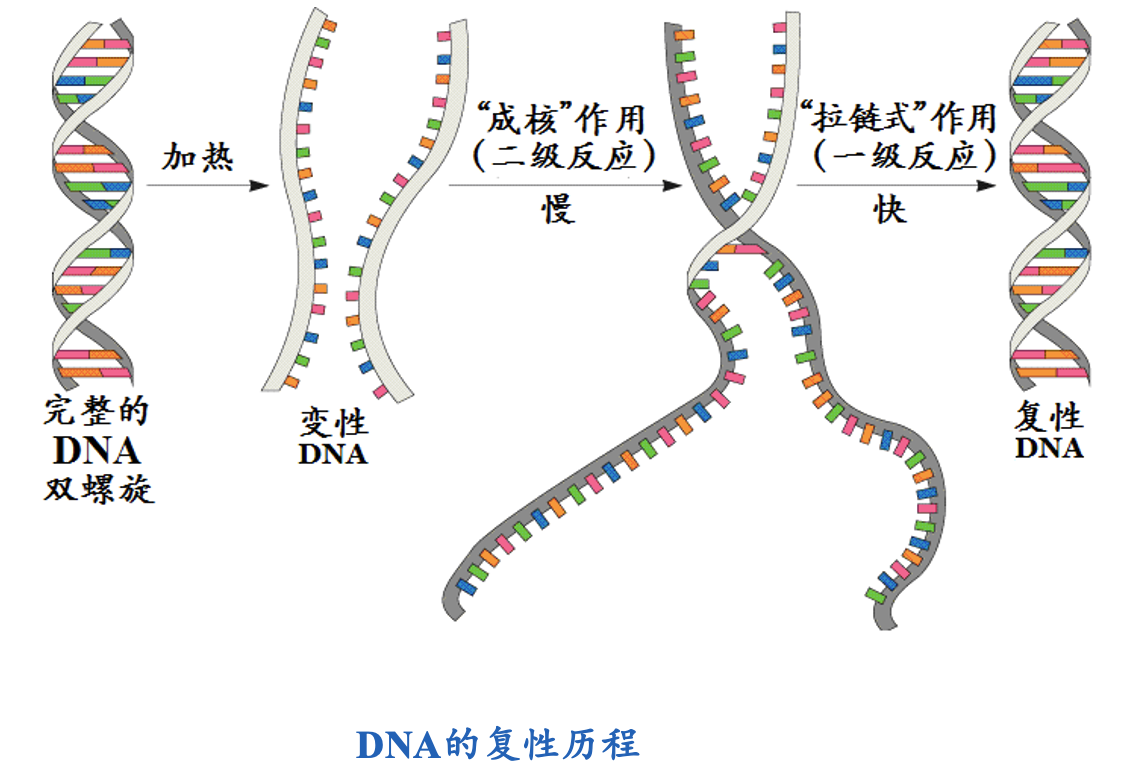 加热
“成核”作用
(二级反应)
慢
“拉链式”作用
(一级反应)
快
完整的
DNA
双螺旋
变性
DNA
复性
DNA
DNA的复性历程